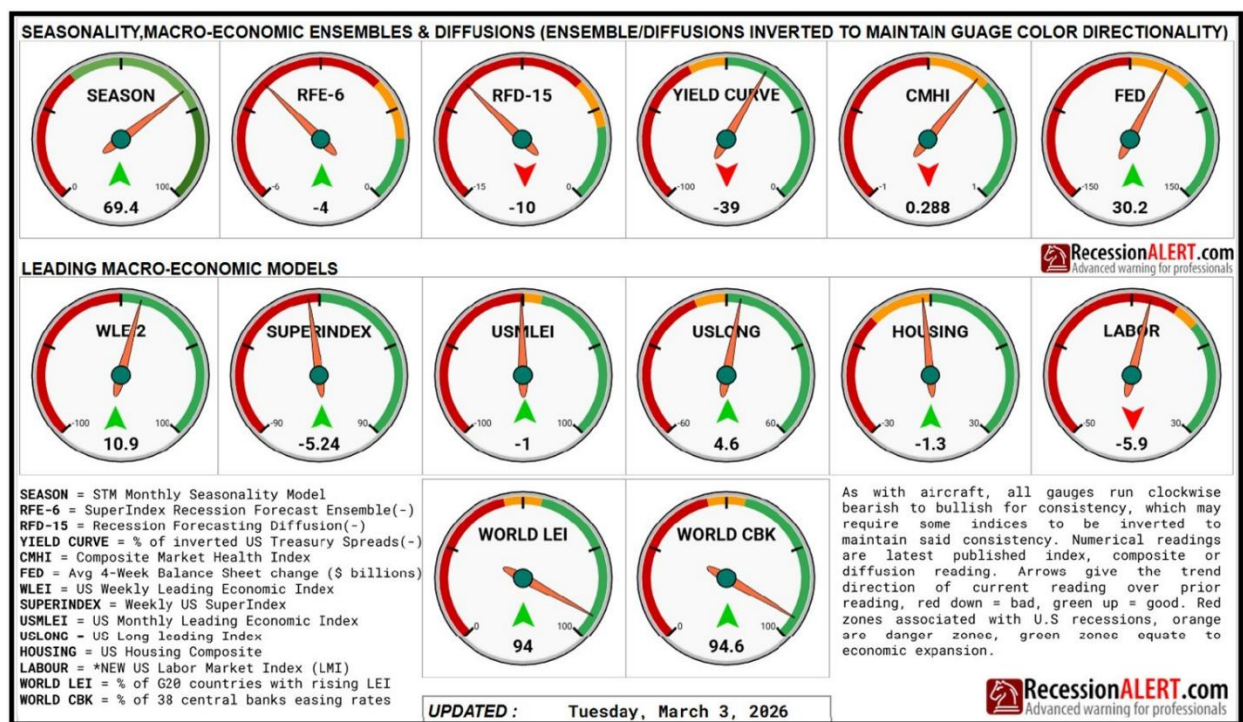 SEASONALITY,MACRO-ECONOMIC ENSEMBLES & DIFFUSIONS (ENSEMBLE/DIFFUSIONS INVERTED TO MAINTAIN GUAGE COLOR DIRECTIONALITY)
SEASON
0
100
69.4
RFE-6
-6
0
-4
RFD-15
-15
0
-10
YIELD CURVE
-100
0
-39
CMHI
-1
1
0.288
FED
-150
150
30.2
RecessionALERT.com
Advanced warning for professionals
LEADING MACRO-ECONOMIC MODELS
WLEI2
-100
100
10.9
SUPERINDEX
-90
90
-5.24
USMLEI
-100
100
-1
USLONG
-60
60
4.6
HOUSING
-30
30
-1.3
LABOR
-50
30
-5.9
SEASON = STM Monthly Seasonality Model
RFE-6 = SuperIndex Recession Forecast Ensemble(-)
RFD-15 = Recession Forecasting Diffusion(-)
YIELD CURVE = % of inverted US Treasury Spreads(-)
CMHI = Composite Market Health Index
FED = Avg 4-Week Balance Sheet change ($ billions)
WLEI = US Weekly Leading Economic Index
SUPERINDEX = Weekly US SuperIndex
USMLEI = US Monthly Leading Economic Index
USLONG = US Long leading Index
HOUSING = US Housing Composite
LABOUR = *NEW US Labor Market Index (LMI)
WORLD LEI = % of G20 countries with rising LEI
WORLD CBK = % of 38 central banks easing rates
WORLD LEI
0
100
94
WORLD CBK
0
100
94.6
As with aircraft, all gauges run clockwise
bearish to bullish for consistency, which may
require some indices to be inverted to
maintain said consistency. Numerical readings
are latest published index, composite or
diffusion reading. Arrows give the trend
direction of current reading over prior
reading, red down = bad, green up = good. Red
zones associated with U.S recessions, orange
are danger zones, green zones equate to
economic expansion.
RecessionALERT.com
Advanced warning for professionals
UPDATED : Tuesday, March 3, 2026